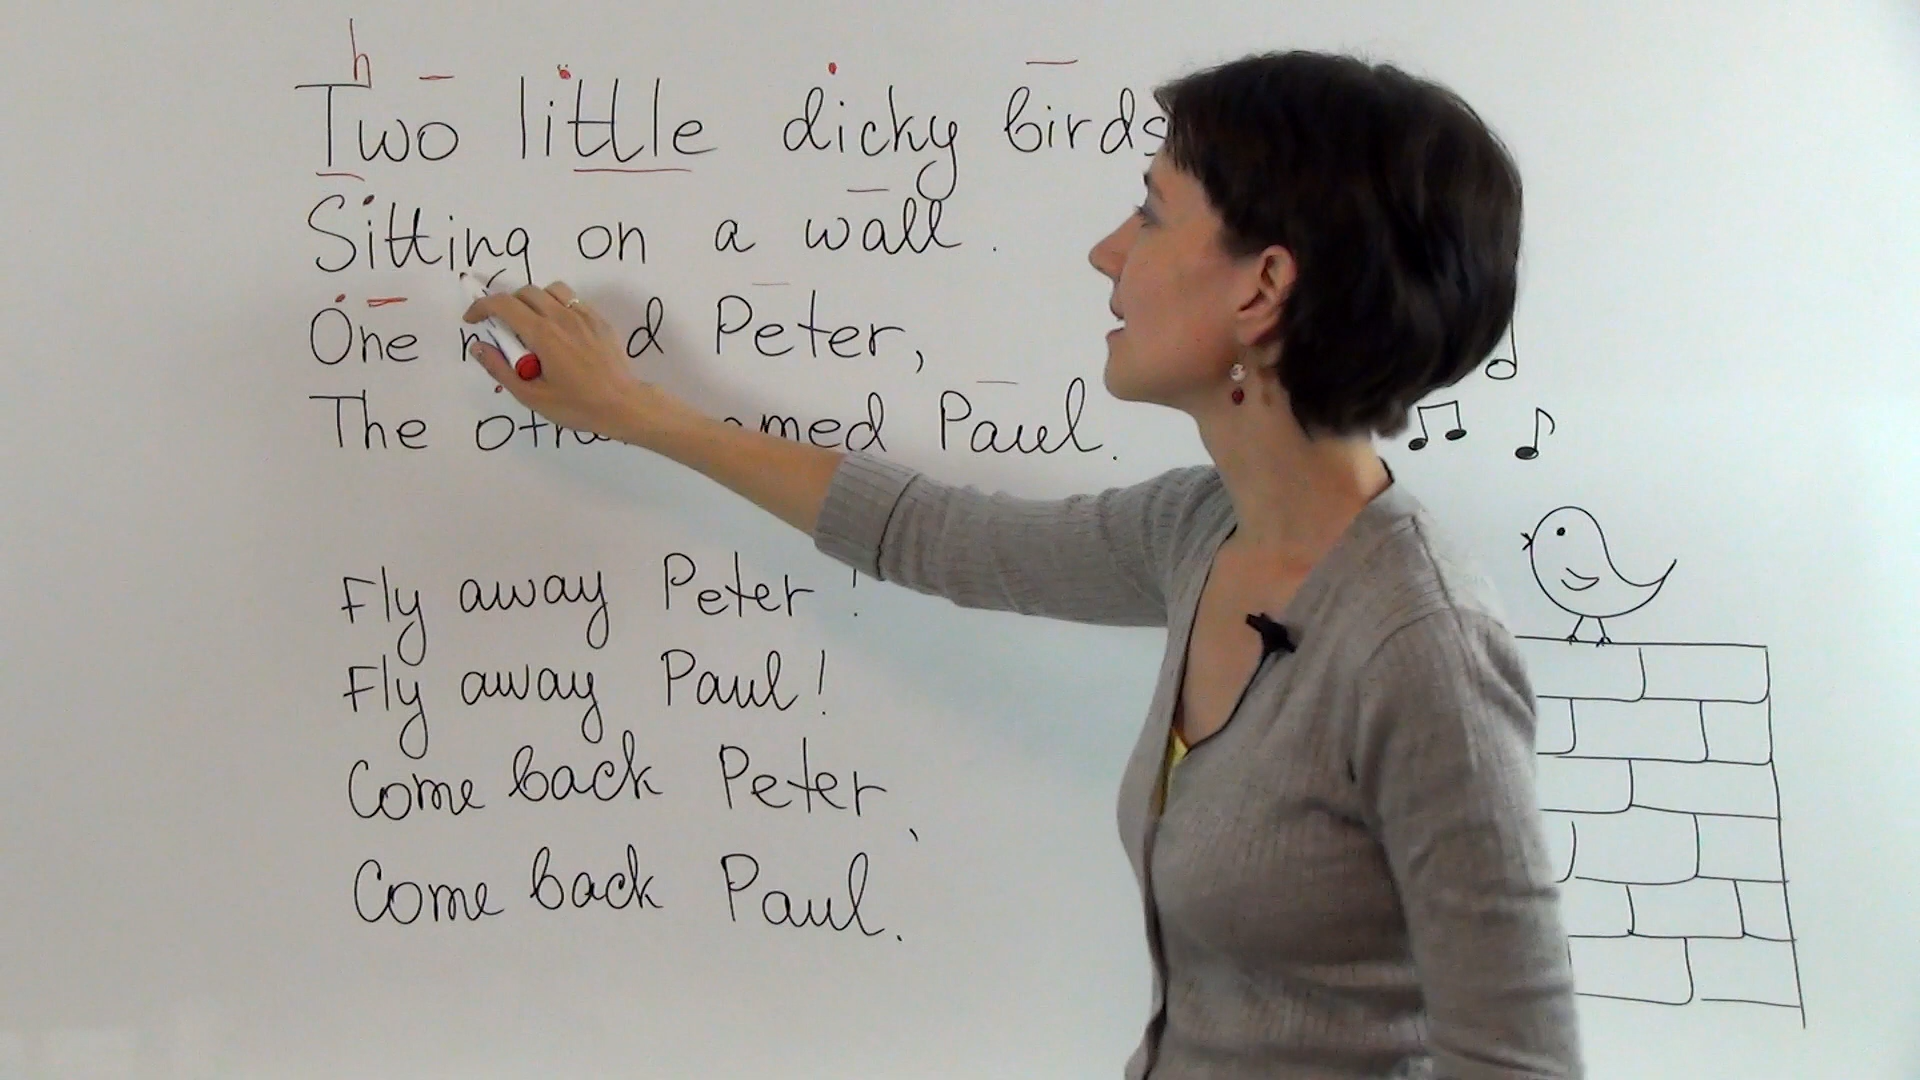 h
Two little dicky birds
Sitting on a wall.
One Peter,
The Paul.
Fly away Peter!
Fly away Paul!
Come back Peter,
Come back Paul.